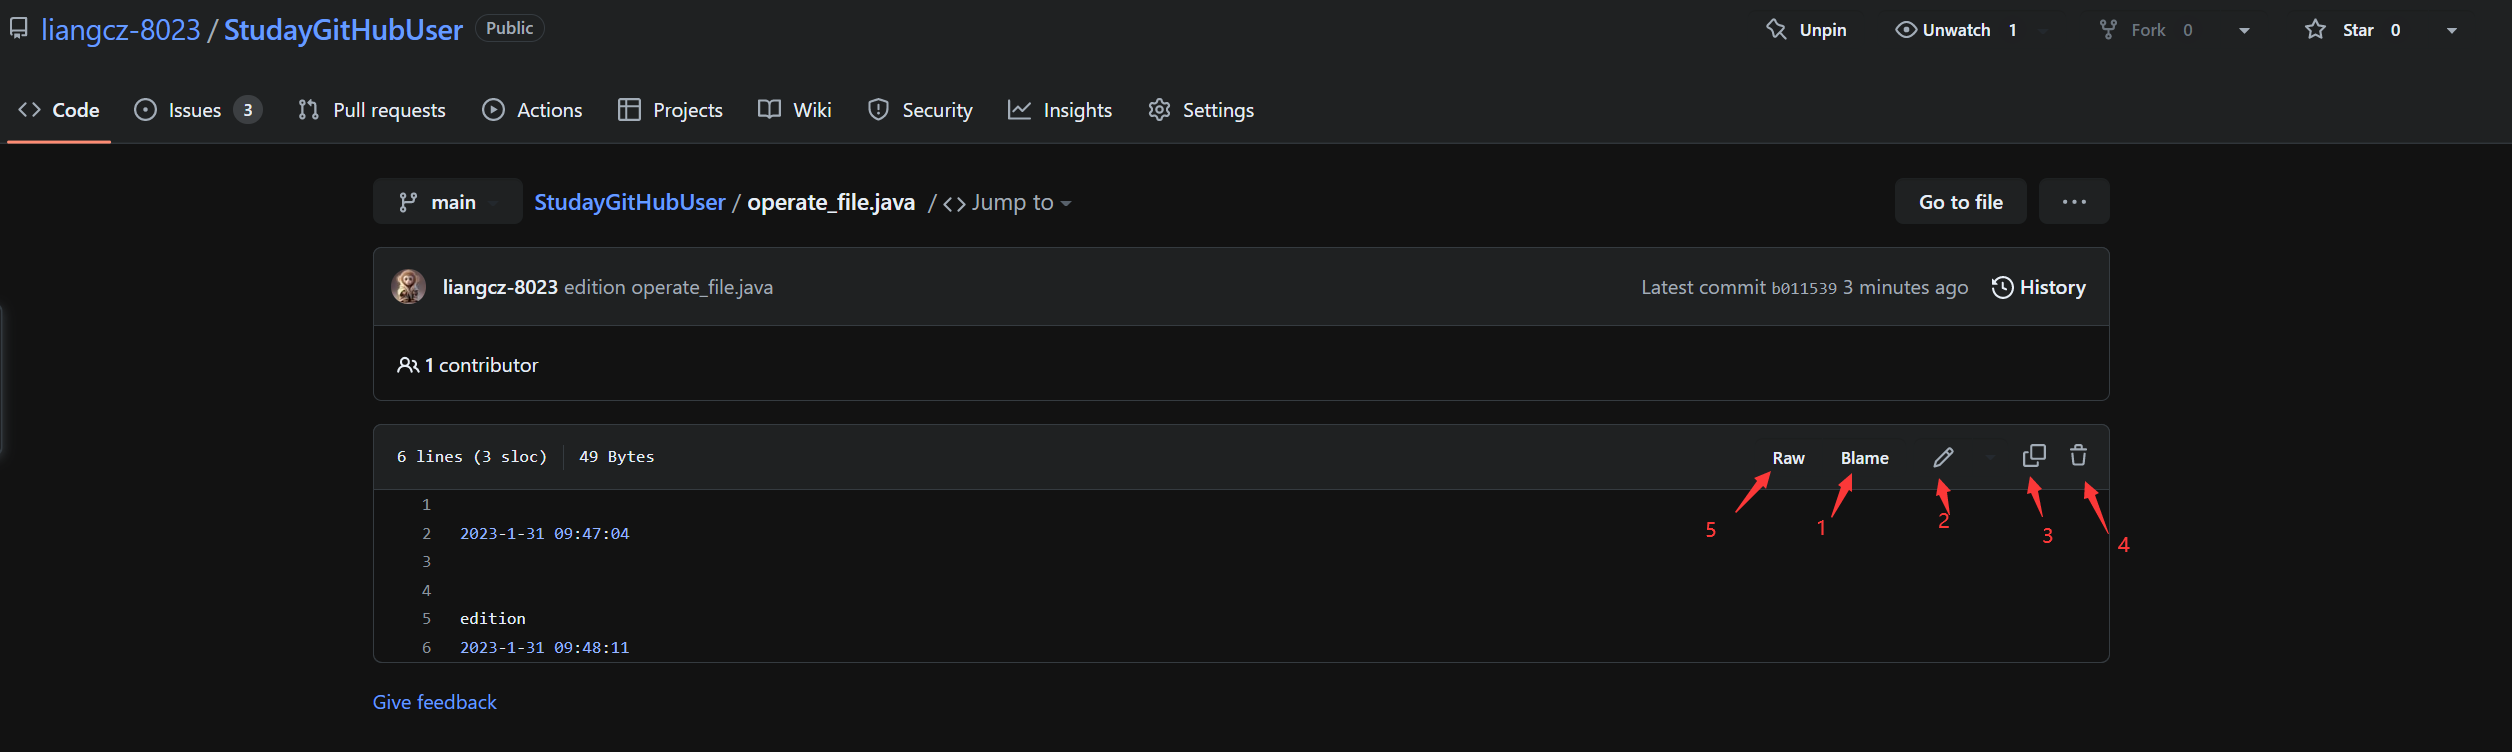 liangcz-8023 / StudayGitHubUser Public Unpin Unwatch 1 Fork 0 Star 0
Code Issues 3 Pull requests Actions Projects Wiki Security Insights Settings
main StudayGitHubUser / operate_file.java / <> Jump to Go to file ...
liangcz-8023 edition operate_file.java Latest commit b011539 3 minutes ago History
1 contributor
6 lines (3 sloc) 49 Bytes Raw Blame
5 1 2 3 4
1
2 2023-1-31 09:47:04
3
4
5 edition
6 2023-1-31 09:48:11
Give feedback